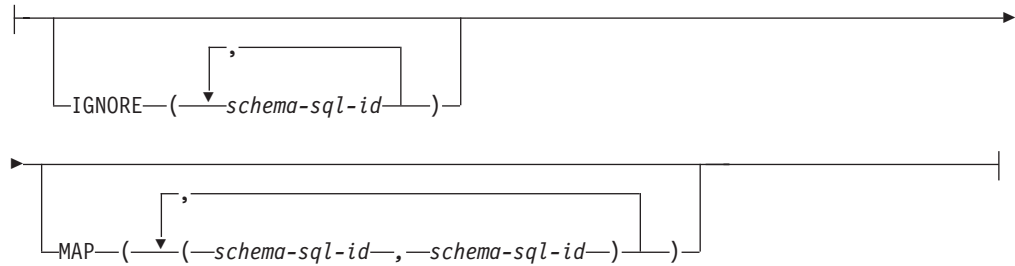 ,
IGNORE ( schema-sql-id )
,
MAP ( ( schema-sql-id , schema-sql-id ) )